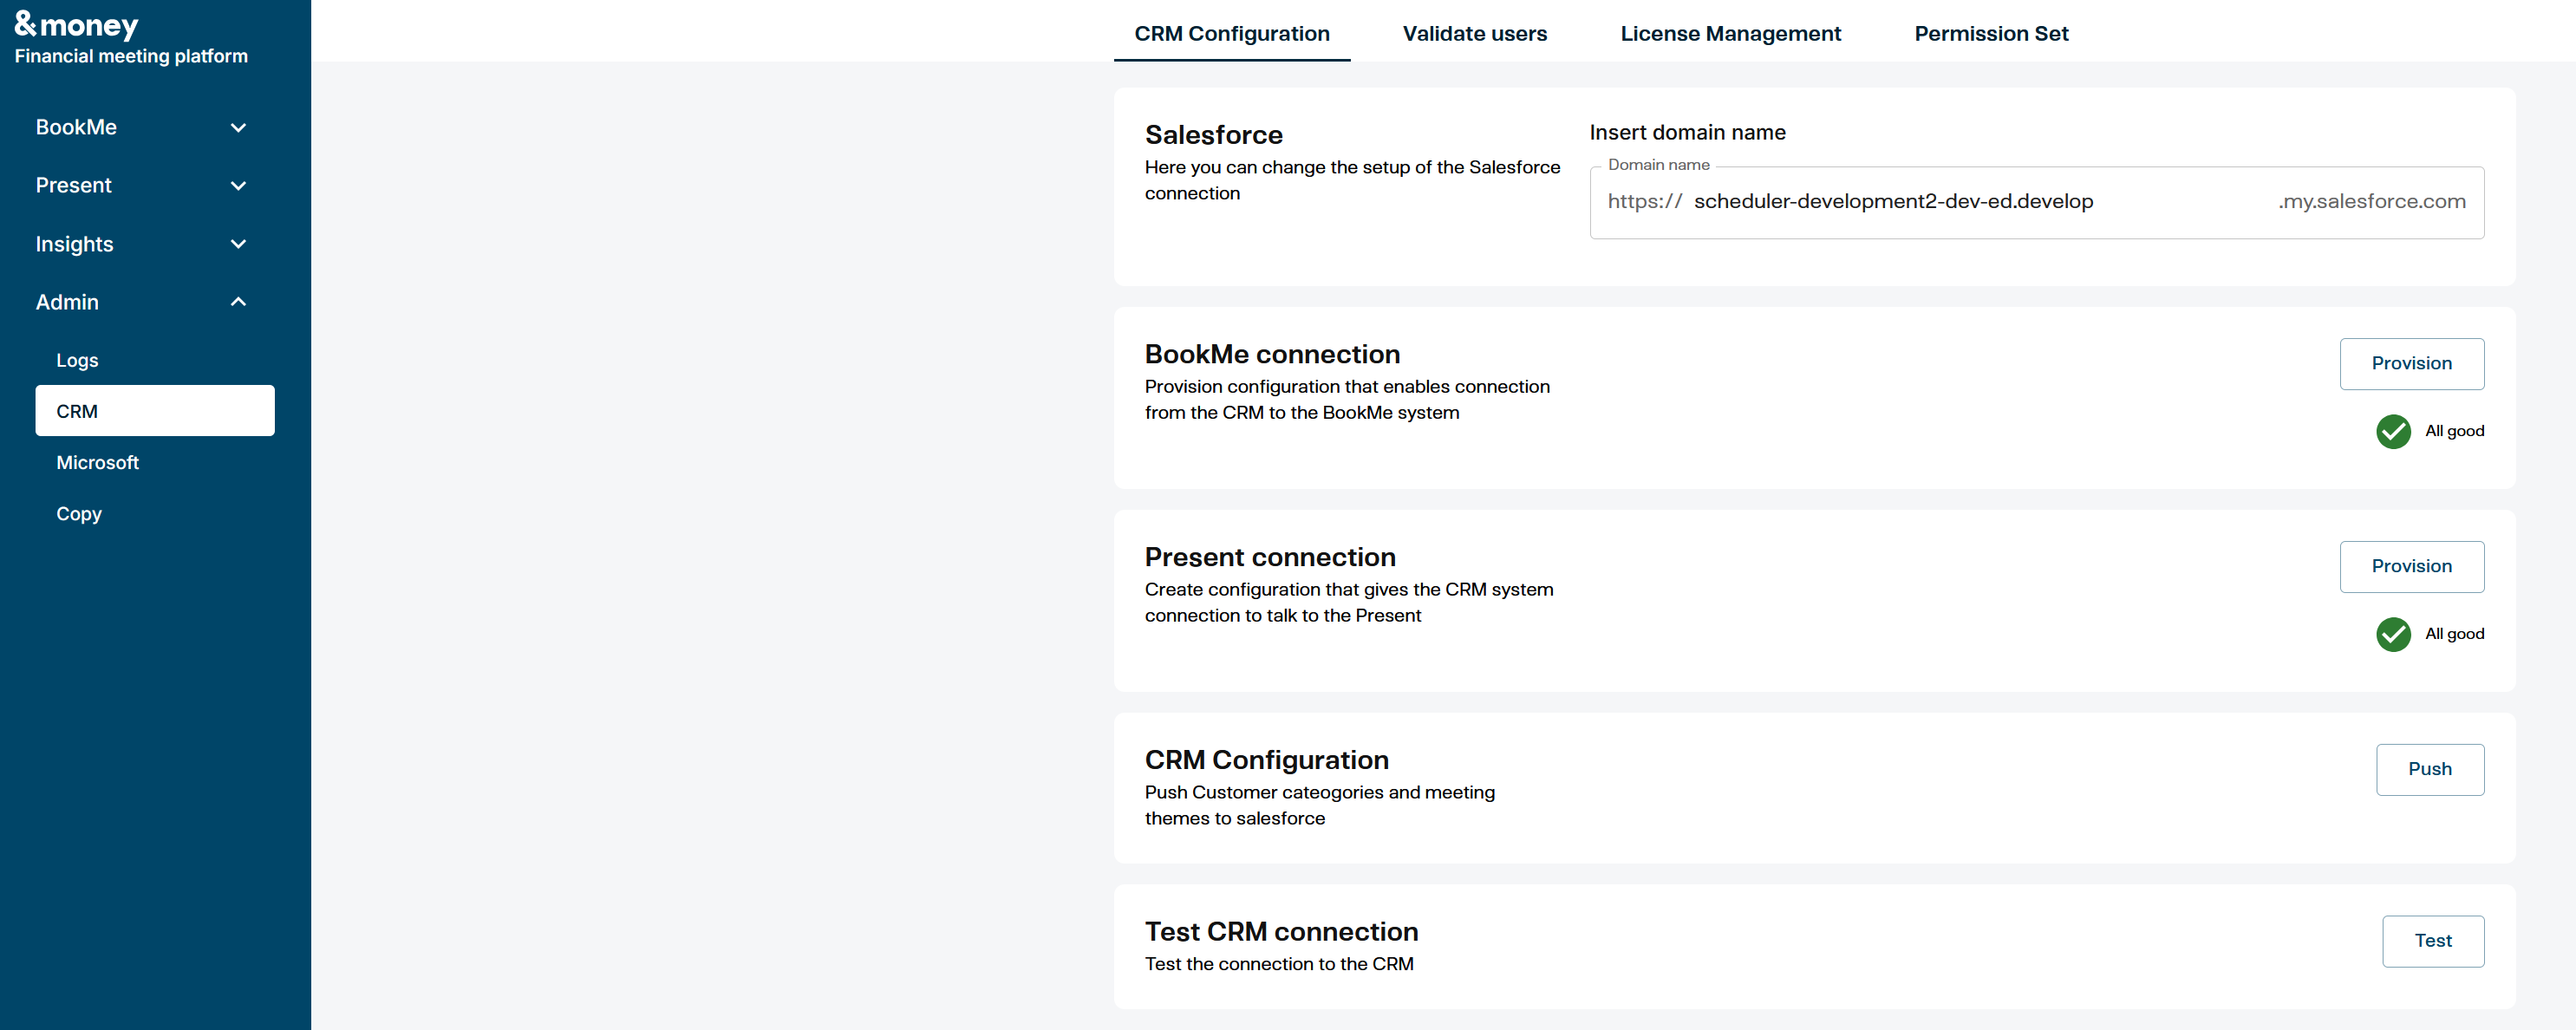 &money
Financial meeting platform
BookMe
Present
Insights
Admin
Logs
CRM
Microsoft
Copy
CRM Configuration
Validate users
License Management
Permission Set
Salesforce
Here you can change the setup of the Salesforce
connection
Insert domain name
Domain name
https:// scheduler-development2-dev-ed.develop .my.salesforce.com
BookMe connection
Provision configuration that enables connection
from the CRM to the BookMe system
Provision
All good
Present connection
Create configuration that gives the CRM system
connection to talk to the Present
Provision
All good
CRM Configuration
Push Customer cateogories and meeting
themes to salesforce
Push
Test CRM connection
Test the connection to the CRM
Test